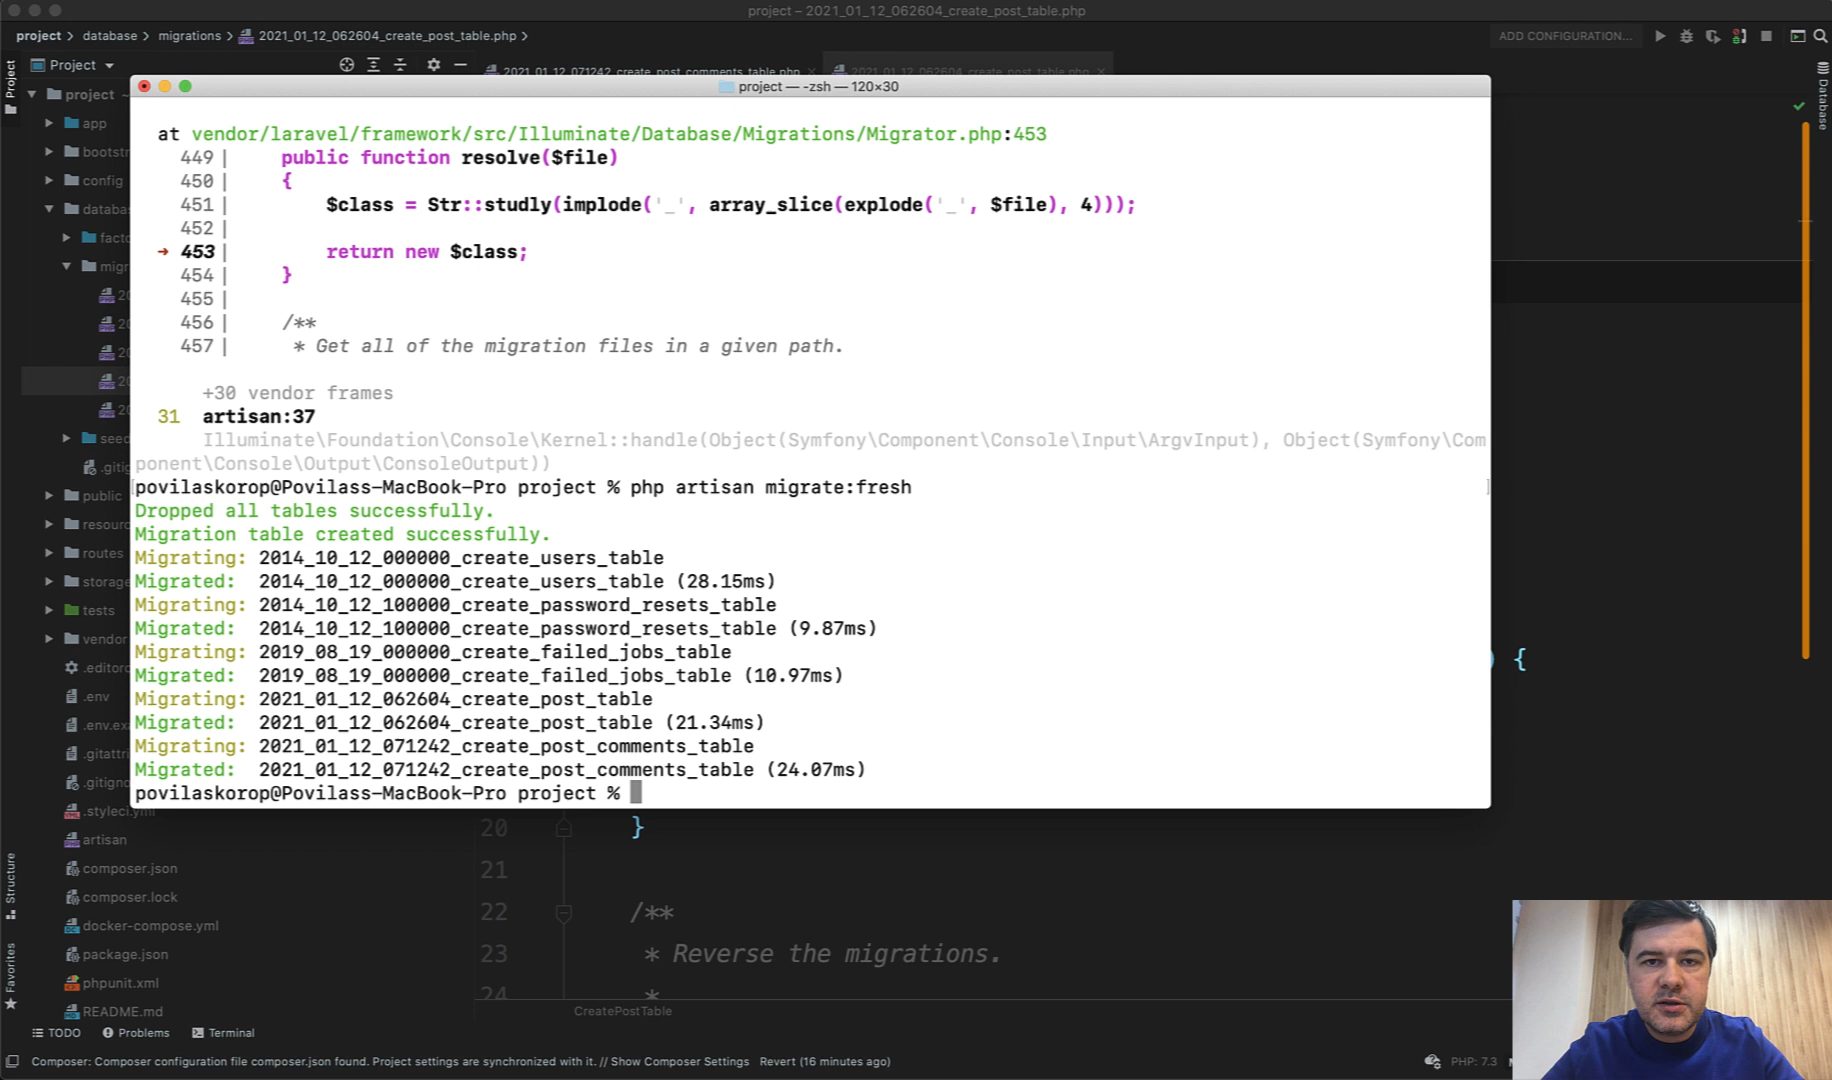 project – 2021_01_12_062604_create_post_table.php
project > database > migrations > 2021_01_12_062604_create_post_table.php >
ADD CONFIGURATION...
Project
Project
2021_01_12_071242_create_post_comments_table.php
2021_01_12_062604_create_post_table.php
Database
project
app
config
tests
public
routes
vendor
.env
artisan
composer.json
composer.lock
docker-compose.yml
package.json
phpunit.xml
README.md
project — -zsh — 120×30
at vendor/laravel/framework/src/Illuminate/Database/Migrations/Migrator.php:453
449| public function resolve($file)
450| {
451| $class = Str::studly(implode('_', array_slice(explode('_', $file), 4)));
452|
➜ 453| return new $class;
454| }
455|
456| /**
457| * Get all of the migration files in a given path.
+30 vendor frames
31 artisan:37
Illuminate\Foundation\Console\Kernel::handle(Object(Symfony\Component\Console\Input\ArgvInput), Object(Symfony\Com
ponent\Console\Output\ConsoleOutput))
povilaskorop@Povilass-MacBook-Pro project % php artisan migrate:fresh
Dropped all tables successfully.
Migration table created successfully.
Migrating: 2014_10_12_000000_create_users_table
Migrated: 2014_10_12_000000_create_users_table (28.15ms)
Migrating: 2014_10_12_100000_create_password_resets_table
Migrated: 2014_10_12_100000_create_password_resets_table (9.87ms)
Migrating: 2019_08_19_000000_create_failed_jobs_table
Migrated: 2019_08_19_000000_create_failed_jobs_table (10.97ms)
Migrating: 2021_01_12_062604_create_post_table
Migrated: 2021_01_12_062604_create_post_table (21.34ms)
Migrating: 2021_01_12_071242_create_post_comments_table
Migrated: 2021_01_12_071242_create_post_comments_table (24.07ms)
povilaskorop@Povilass-MacBook-Pro project %
) {
20 }
21
22 /**
23 * Reverse the migrations.
24 *
CreatePostTable
Structure
Favorites
TODO
Problems
Terminal
Composer: Composer configuration file composer.json found. Project settings are synchronized with it. // Show Composer Settings Revert (16 minutes ago)
PHP: 7.3